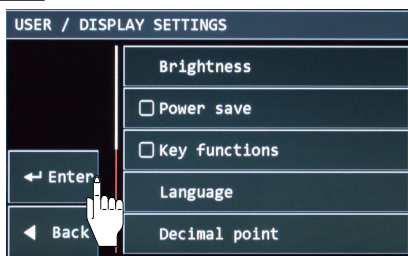 USER / DISPLAY SETTINGS
Brightness
Power save
Key functions
Enter
Language
Back
Decimal point